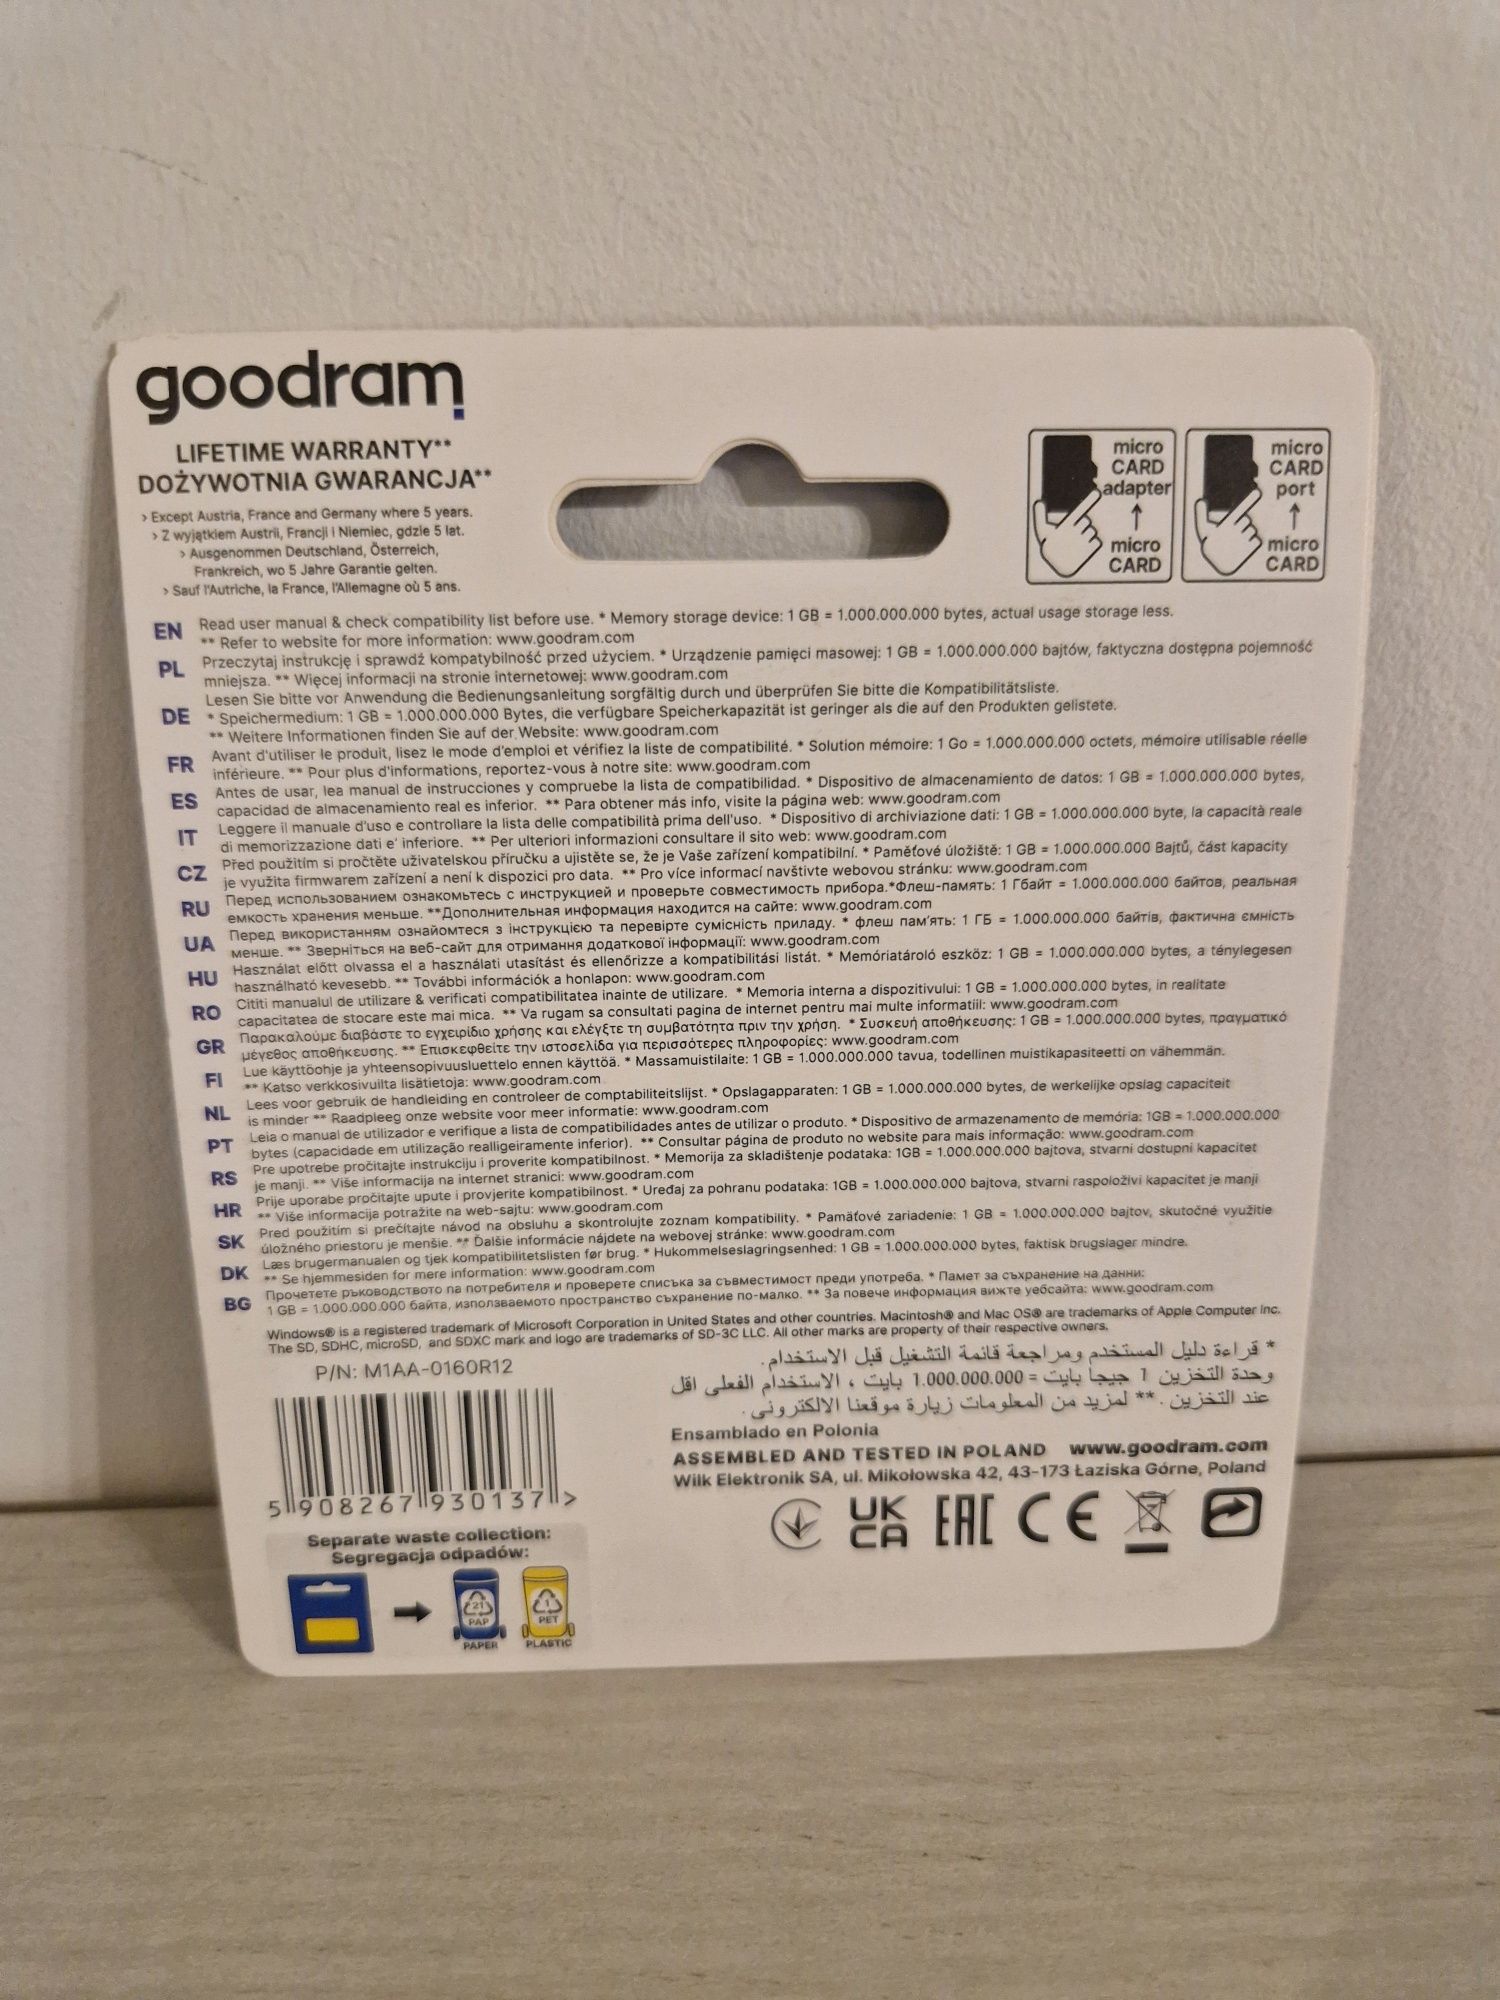 goodram
LIFETIME WARRANTY**
DOŻYWOTNIA GWARANCJA**
› Except Austria, France and Germany where 5 years.
› Z wyjątkiem Austrii, Francji i Niemiec, gdzie 5 lat.
› Ausgenommen Deutschland, Österreich,
Frankreich, wo 5 Jahre Garantie gelten.
› Sauf l'Autriche, la France, l'Allemagne où 5 ans.
micro
CARD
adapter
↑
micro
CARD
micro
CARD
port
↑
micro
CARD
EN Read user manual & check compatibility list before use. * Memory storage device: 1 GB = 1.000.000.000 bytes, actual usage storage less.
** Refer to website for more information: www.goodram.com
PL Przeczytaj instrukcję i sprawdź kompatybilność przed użyciem. * Urządzenie pamięci masowej: 1 GB = 1.000.000.000 bajtów, faktyczna dostępna pojemność
mniejsza. ** Więcej informacji na stronie internetowej: www.goodram.com
DE Lesen Sie bitte vor Anwendung die Bedienungsanleitung sorgfältig durch und überprüfen Sie bitte die Kompatibilitätsliste.
* Speichermedium: 1 GB = 1.000.000.000 Bytes, die verfügbare Speicherkapazität ist geringer als die auf den Produkten gelistete.
** Weitere Informationen finden Sie auf der Website: www.goodram.com
FR Avant d'utiliser le produit, lisez le mode d'emploi et vérifiez la liste de compatibilité. * Solution mémoire: 1 Go = 1.000.000.000 octets, mémoire utilisable réelle
inférieure. ** Pour plus d'informations, reportez-vous à notre site: www.goodram.com
ES Antes de usar, lea manual de instrucciones y compruebe la lista de compatibilidad. * Dispositivo de almacenamiento de datos: 1 GB = 1.000.000.000 bytes,
capacidad de almacenamiento real es inferior. ** Para obtener más info, visite la página web: www.goodram.com
IT Leggere il manuale d'uso e controllare la lista delle compatibilità prima dell'uso. * Dispositivo di archiviazione dati: 1 GB = 1.000.000.000 byte, la capacità reale
di memorizzazione dati e' inferiore. ** Per ulteriori informazioni consultare il sito web: www.goodram.com
CZ Před použitím si pročtěte uživatelskou příručku a ujistěte se, že je Vaše zařízení kompatibilní. * Paměťové úložiště: 1 GB = 1.000.000.000 Bajtů, část kapacity
je využita firmwarem zařízení a není k dispozici pro data. ** Pro více informací navštivte webovou stránku: www.goodram.com
RU Перед использованием ознакомьтесь с инструкцией и проверьте совместимость прибора.*Флеш-память: 1 Гбайт = 1.000.000.000 байтов, реальная
емкость хранения меньше. **Дополнительная информация находится на сайте: www.goodram.com
UA Перед використанням ознайомтеся з інструкцією та перевірте сумісність приладу. * флеш пам'ять: 1 ГБ = 1.000.000.000 байтів, фактична ємність
менше. ** Зверніться на веб-сайт для отримання додаткової інформації: www.goodram.com
HU Használat előtt olvassa el a használati utasítást és ellenőrizze a kompatibilitási listát. * Memóriatároló eszköz: 1 GB = 1.000.000.000 bytes, a ténylegesen
használható kevesebb. ** További információk a honlapon: www.goodram.com
RO Cititi manualul de utilizare & verificati compatibilitatea inainte de utilizare. * Memoria interna a dispozitivului: 1 GB = 1.000.000.000 bytes, in realitate
capacitatea de stocare este mai mica. ** Va rugam sa consultati pagina de internet pentru mai multe informatiil: www.goodram.com
GR Παρακαλούμε διαβάστε το εγχειρίδιο χρήσης και ελέγξτε τη συμβατότητα πριν την χρήση. * Συσκευή αποθήκευσης: 1 GB = 1.000.000.000 bytes, πραγματικό
μέγεθος αποθήκευσης. ** Επισκεφθείτε την ιστοσελίδα για περισσότερες πληροφορίες: www.goodram.com
FI Lue käyttöohje ja yhteensopivuusluettelo ennen käyttöä. * Massamuistilaite: 1 GB = 1.000.000.000 tavua, todellinen muistikapasiteetti on vähemmän.
** Katso verkkosivuilta lisätietoja: www.goodram.com
NL Lees voor gebruik de handleiding en controleer de comptabiliteitslijst. * Opslagapparaten: 1 GB = 1.000.000.000 bytes, de werkelijke opslag capaciteit
is minder ** Raadpleeg onze website voor meer informatie: www.goodram.com
PT Leia o manual de utilizador e verifique a lista de compatibilidades antes de utilizar o produto. * Dispositivo de armazenamento de memória: 1GB = 1.000.000.000
bytes (capacidade em utilização realligeiramente inferior). ** Consultar página de produto no website para mais informação: www.goodram.com
RS Pre upotrebe pročitajte instrukciju i proverite kompatibilnost. * Memorija za skladištenje podataka: 1GB = 1.000.000.000 bajtova, stvarni dostupni kapacitet
je manji. ** Više informacija na internet stranici: www.goodram.com
HR Prije uporabe pročitajte upute i provjerite kompatibilnost. * Uređaj za pohranu podataka: 1GB = 1.000.000.000 bajtova, stvarni raspoloživi kapacitet je manji
** Više informacija potražite na web-sajtu: www.goodram.com
SK Pred použitím si prečítajte návod na obsluhu a skontrolujte zoznam kompatibility. * Pamäťové zariadenie: 1 GB = 1.000.000.000 bajtov, skutočné využitie
úložného priestoru je menšie. ** Ďalšie informácie nájdete na webovej stránke: www.goodram.com
DK Læs brugermanualen og tjek kompatibilitetslisten før brug. * Hukommelseslagringsenhed: 1 GB = 1.000.000.000 bytes, faktisk brugslager mindre.
** Se hjemmesiden for mere information: www.goodram.com
BG Прочетете ръководството на потребителя и проверете списъка за съвместимост преди употреба. * Памет за съхранение на данни:
1 GB = 1.000.000.000 байта, използваемото пространство съхранение по-малко. ** За повече информация вижте уебсайта: www.goodram.com
Windows® is a registered trademark of Microsoft Corporation in United States and other countries. Macintosh® and Mac OS® are trademarks of Apple Computer Inc.
The SD, SDHC, microSD, and SDXC mark and logo are trademarks of SD-3C LLC. All other marks are property of their respective owners.
P/N: M1AA-0160R12
* قراءة دليل المستخدم ومراجعة قائمة التشغيل قبل الاستخدام.
وحدة التخزين 1 جيجا بايت = 1.000.000.000 بايت ، الاستخدام الفعلى اقل
عند التخزين . ** لمزيد من المعلومات زيارة موقعنا الالكترونى .
Ensamblado en Polonia
ASSEMBLED AND TESTED IN POLAND www.goodram.com
Wilk Elektronik SA, ul. Mikołowska 42, 43-173 Łaziska Górne, Poland
5 908267 930137 >
UK
CA
EAC
CE
Separate waste collection:
Segregacja odpadów:
21
PAP
PAPER
1
PET
PLASTIC